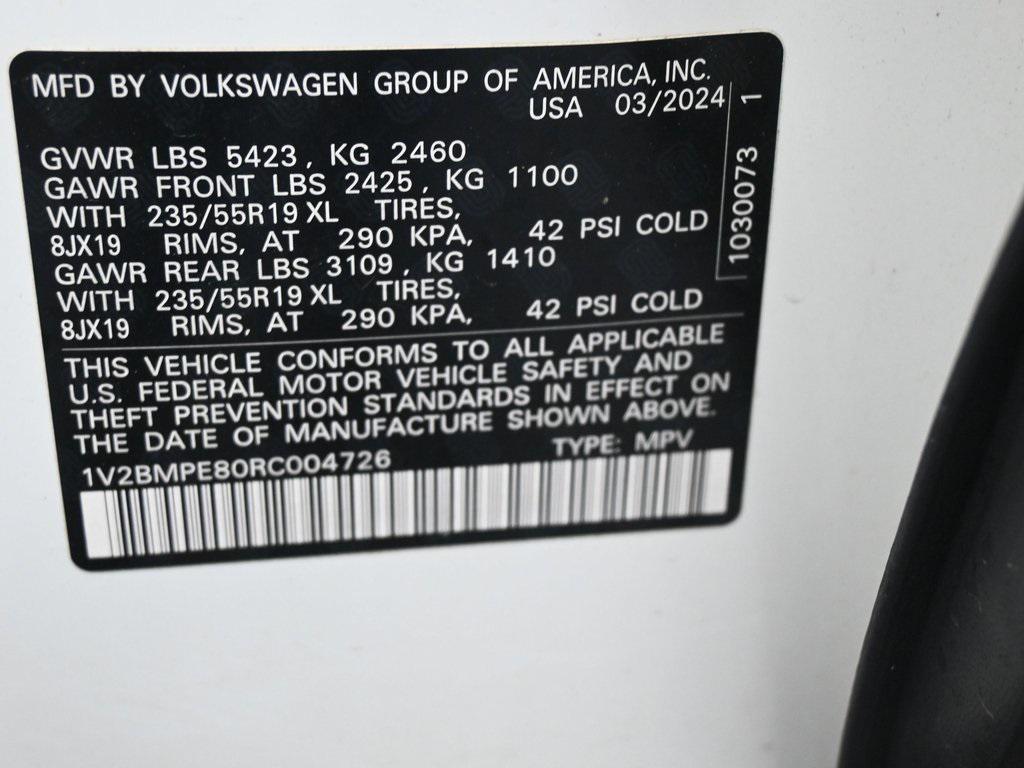 MFD BY VOLKSWAGEN GROUP OF AMERICA, INC.
USA 03/2024
GVWR LBS 5423, KG 2460
GAWR FRONT LBS 2425, KG 1100
WITH 235/55R19 XL TIRES,
8JX19 RIMS, AT 290 KPA, 42 PSI COLD
GAWR REAR LBS 3109, KG 1410
WITH 235/55R19 XL TIRES,
8JX19 RIMS, AT 290 KPA, 42 PSI COLD
1030073 1
THIS VEHICLE CONFORMS TO ALL APPLICABLE
U.S. FEDERAL MOTOR VEHICLE SAFETY AND
THEFT PREVENTION STANDARDS IN EFFECT ON
THE DATE OF MANUFACTURE SHOWN ABOVE.
1V2BMPE80RC004726 TYPE: MPV